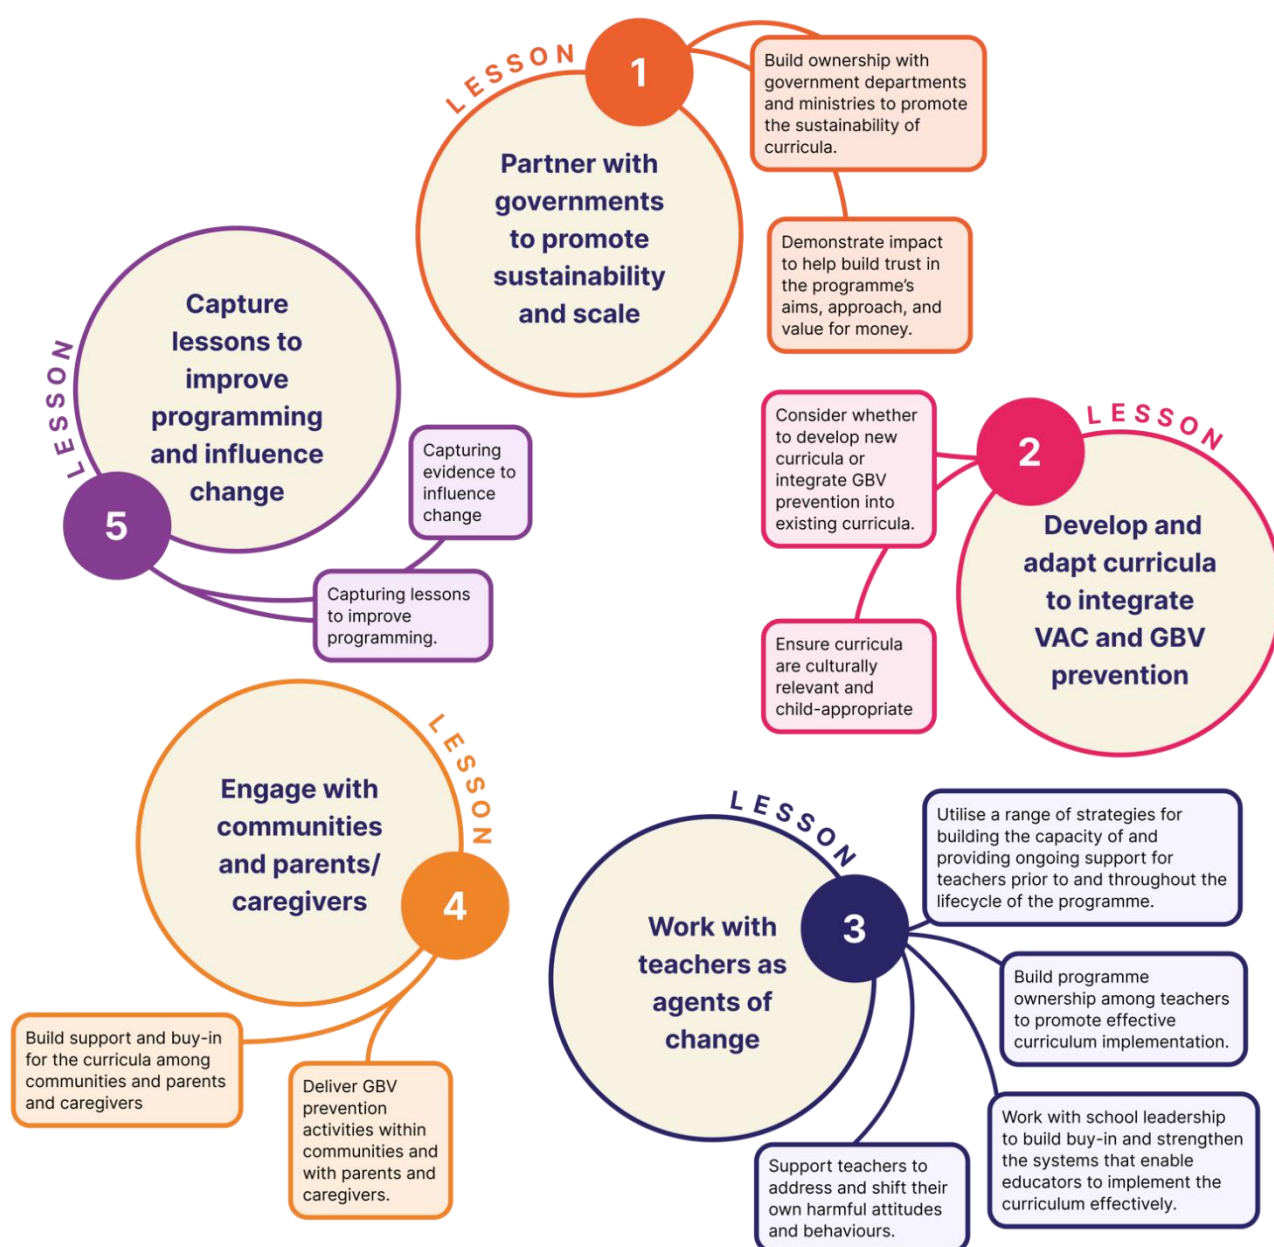 LESSON
1
Partner with
governments
to promote
sustainability
and scale
Build ownership with
government departments
and ministries to promote
the sustainability of
curricula.
Demonstrate impact
to help build trust in
the programme's
aims, approach, and
value for money.
LESSON
2
Develop and
adapt curricula
to integrate
VAC and GBV
prevention
Consider whether
to develop new
curricula or
integrate GBV
prevention into
existing curricula.
Ensure curricula
are culturally
relevant and
child-appropriate
LESSON
3
Work with
teachers as
agents of
change
Utilise a range of strategies for
building the capacity of and
providing ongoing support for
teachers prior to and throughout the
lifecycle of the programme.
Build programme
ownership among teachers
to promote effective
curriculum implementation.
Work with school leadership
to build buy-in and strengthen
the systems that enable
educators to implement the
curriculum effectively.
Support teachers to
address and shift their
own harmful attitudes
and behaviours.
LESSON
4
Engage with
communities
and parents/
caregivers
Build support and buy-in
for the curricula among
communities and parents
and caregivers
Deliver GBV
prevention
activities within
communities and
with parents and
caregivers.
LESSON
5
Capture
lessons to
improve
programming
and influence
change
Capturing
evidence to
influence
change
Capturing lessons
to improve
programming.